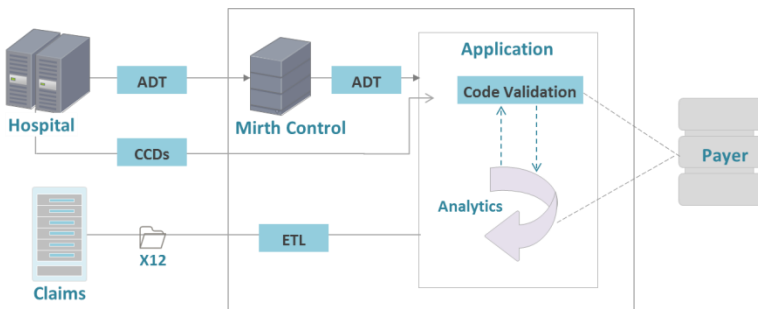 Application
ADT
ADT
Code Validation
Hospital
Mirth Control
CCDs
Payer
Analytics
ETL
X12
Claims